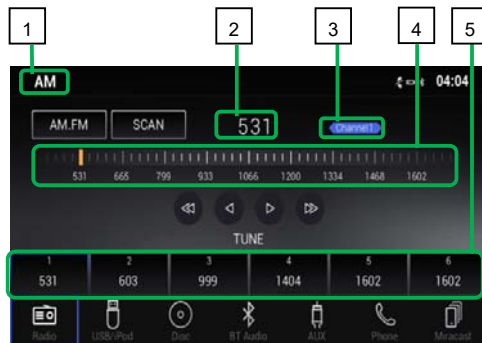 1 2 3 4 5
AM 04:04
AM.FM SCAN 531 Channel1
531 665 799 933 1066 1200 1334 1468 1602
TUNE
1 2 3 4 5 6
531 603 999 1404 1602 1602
Radio USB/iPod Disc BT Audio AUX Phone Miracast